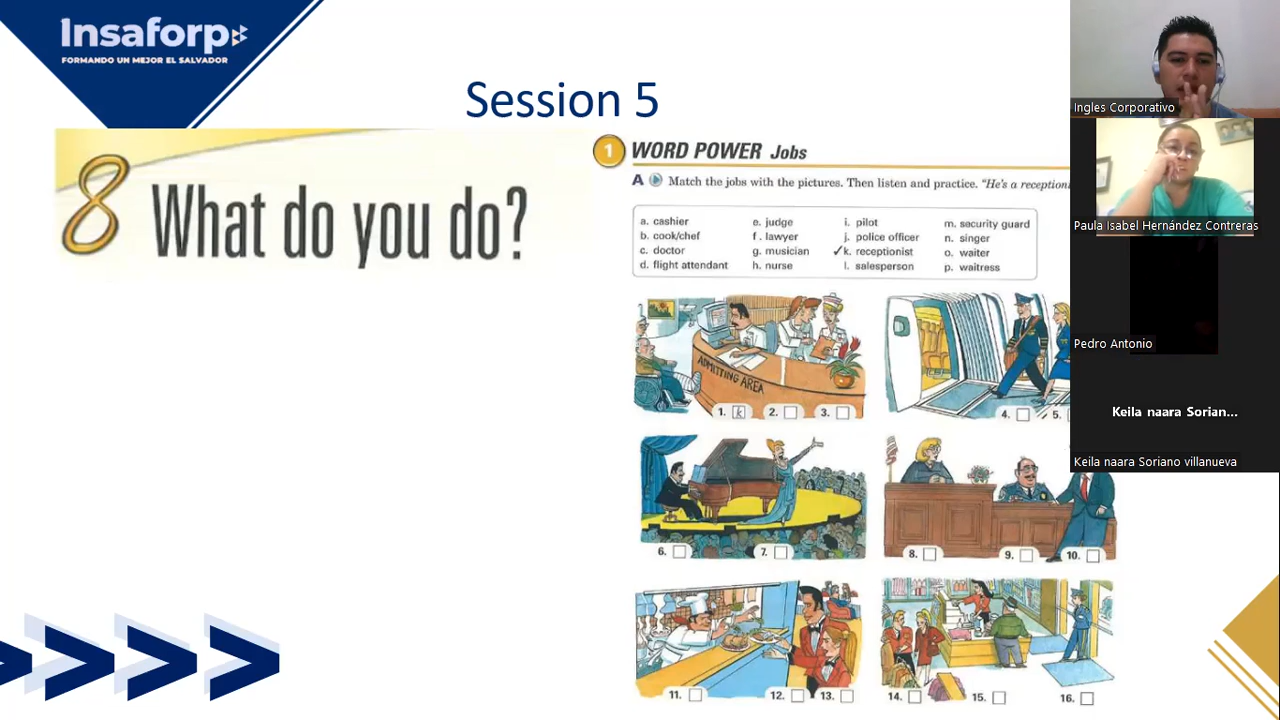 1nsaforp
FORMANDO UN MEJOR EL SALVADOR
Session 5
8 What do you do?
1 WORD POWER Jobs
A Match the jobs with the pictures. Then listen and practice. "He's a reception
a. cashier
b. cook/chef
c. doctor
d. flight attendant
e. judge
f. lawyer
g. musician
h. nurse
i. pilot
j. police officer
✓k. receptionist
l. salesperson
m. security guard
n. singer
o. waiter
p. waitress
ADMITTING AREA
1. k 2. 3.
4. 5.
6. 7.
8. 9. 10.
11. 12. 13.
14. 15. 16.
Ingles Corporativo
Paula Isabel Hernández Contreras
Pedro Antonio
Keila naara Sorian...
Keila naara Soriano villanueva